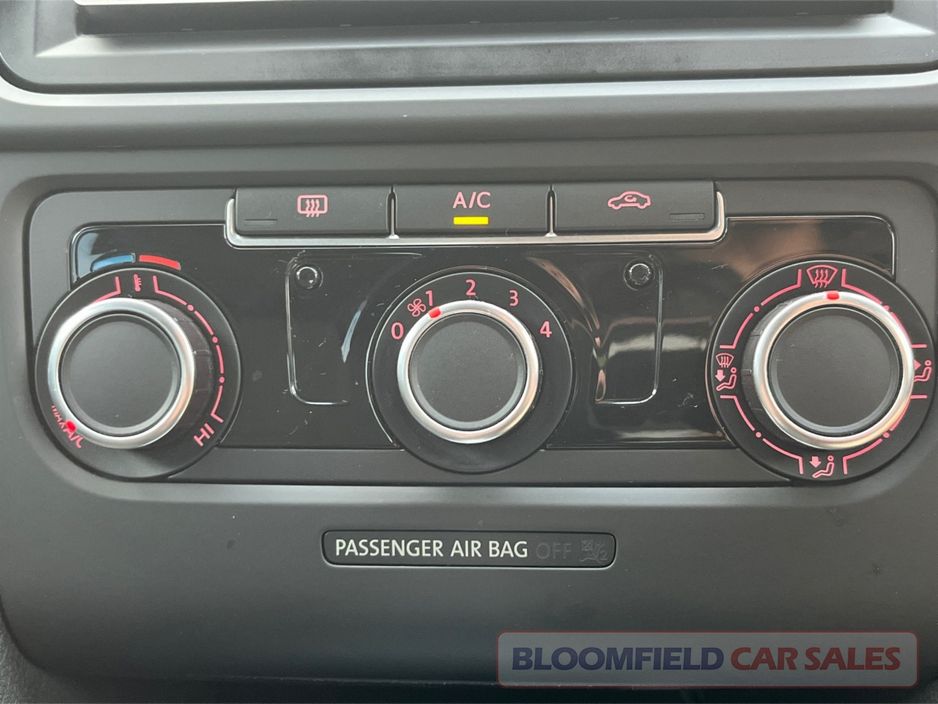 A/C
0 1 2 3 4
A/C
HI
PASSENGER AIR BAG OFF
BLOOMFIELD CAR SALES